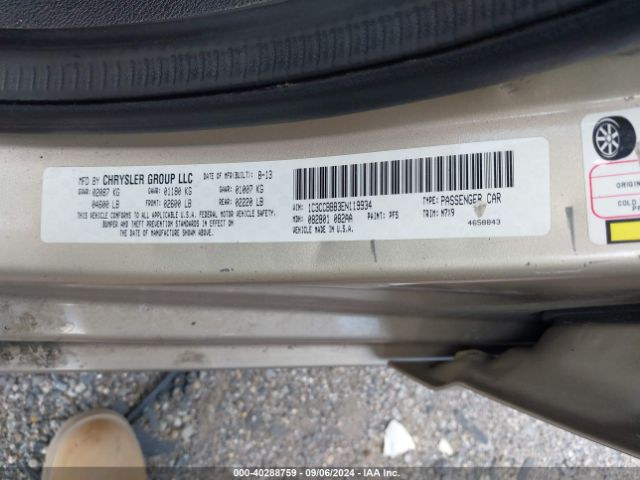 MFD BY CHRYSLER GROUP LLC DATE OF MFR(BUILT): 8-13
GVWR: 02087 KG GAWR: 01180 KG GAWR: 01007 KG
04600 LB FRONT: 02600 LB REAR: 02220 LB
THIS VEHICLE CONFORMS TO ALL APPLICABLE U.S.A. FEDERAL MOTOR VEHICLE SAFETY,
BUMPER AND THEFT PREVENTION STANDARDS IN EFFECT ON
THE DATE OF MANUFACTURE SHOWN ABOVE.
VIN: 1C3CCBBB3EN119934 TYPE: PASSENGER CAR
MDH: 082801 082AA PAINT: PFS TRIM: M7X9
VEHICLE MADE IN U.S.A. 4650843
ORIGIN
COLD
000-40288759 - 09/06/2024 - IAA Inc.